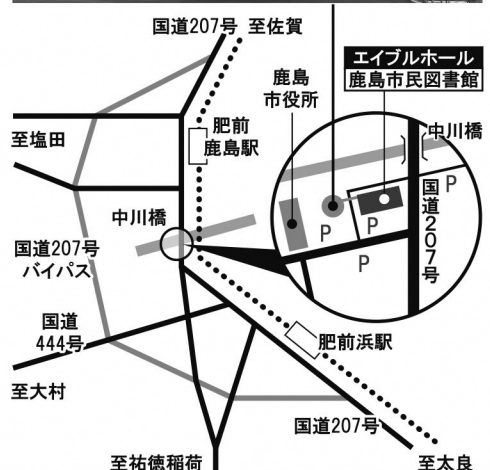 国道207号
至佐賀
エイブルホール
鹿島市民図書館
鹿島
市役所
肥前
鹿島駅
至塩田
中川橋
国道207号
P
P
P
P
中川橋
国道207号
バイパス
国道
444号
肥前浜駅
至大村
国道207号
至祐徳稲荷
至太良